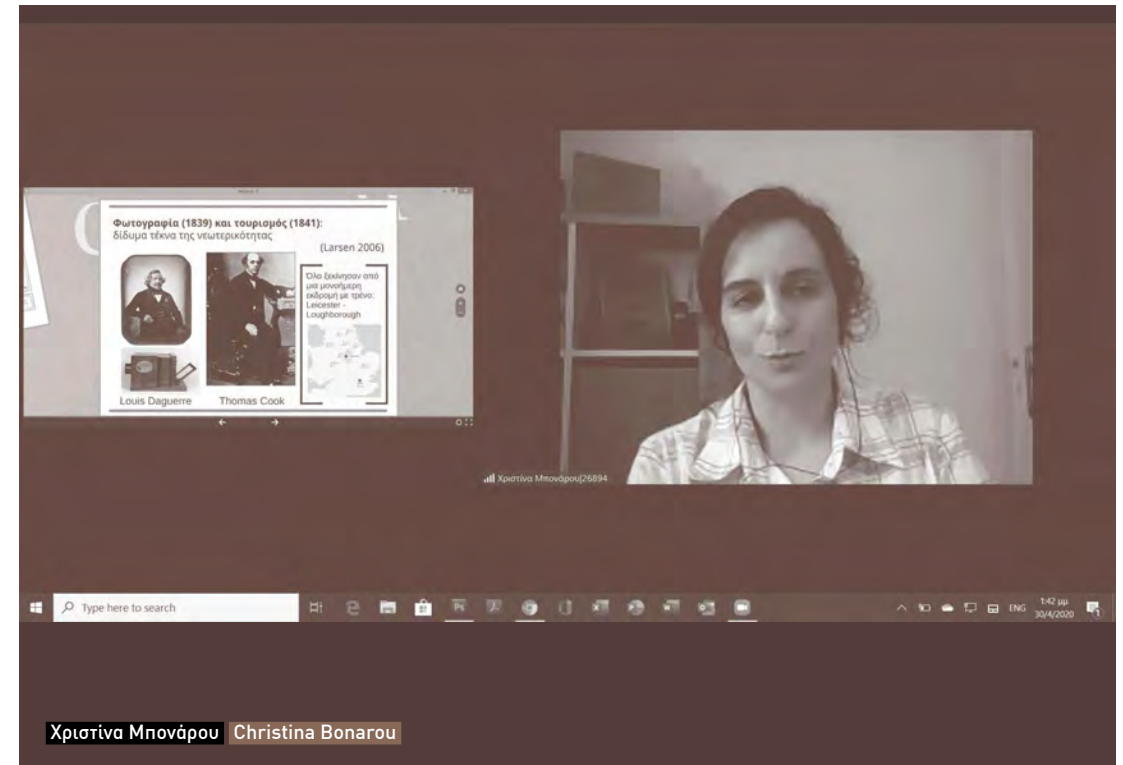 Φωτογραφία (1839) και τουρισμός (1841):
δίδυμα τέκνα της νεωτερικότητας
(Larsen 2006)
Όλα ξεκίνησαν από
μια μονοήμερη
εκδρομή με τρένο:
Leicester -
Loughborough
Louis Daguerre
Thomas Cook
Χριστίνα Μπονάρου|26894
Type here to search
ENG
1:42 μμ
30/4/2020
Χριστίνα Μπονάρου Christina Bonarou